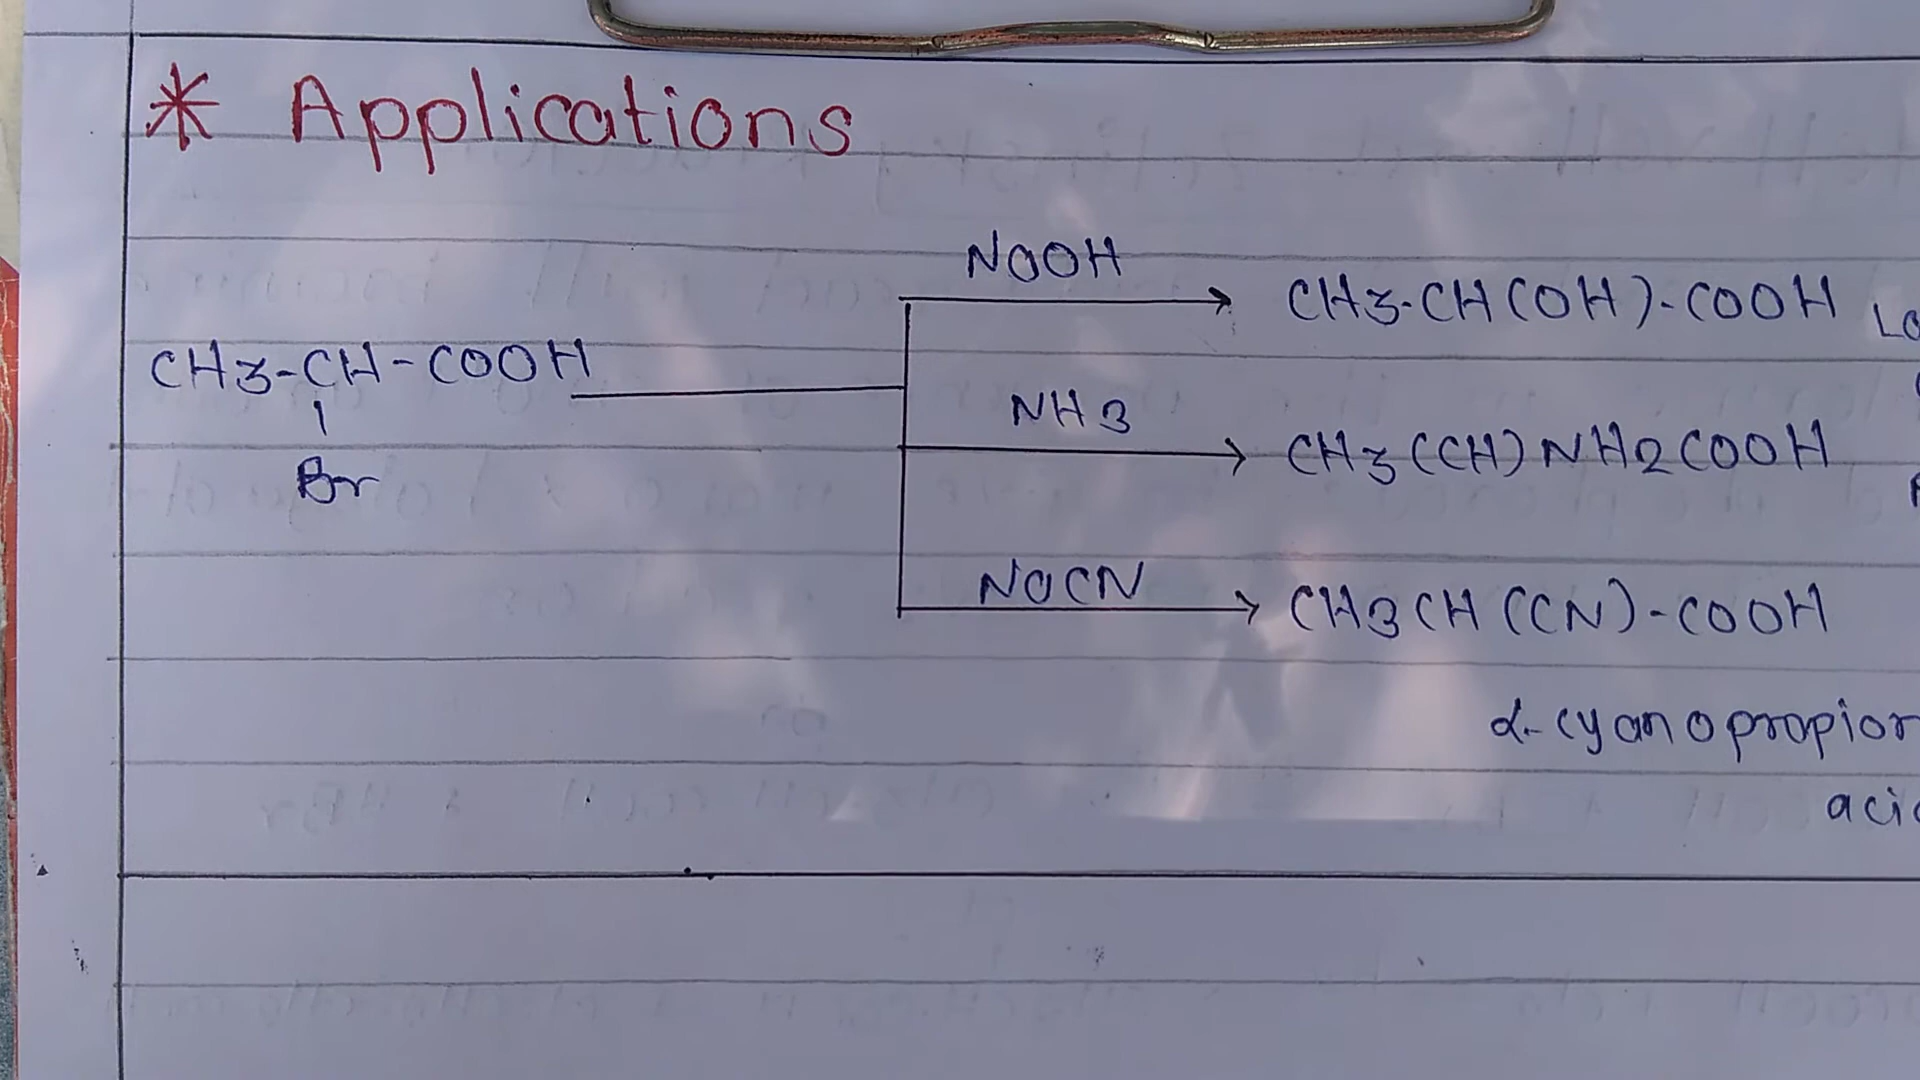 * Applications
NaOH
CH3-CH(OH)-COOH
CH3-CH-COOH
Br
NH3
CH3(CH)NH2COOH
NaCN
CH3CH(CN)-COOH
α-cyanopropion
acid